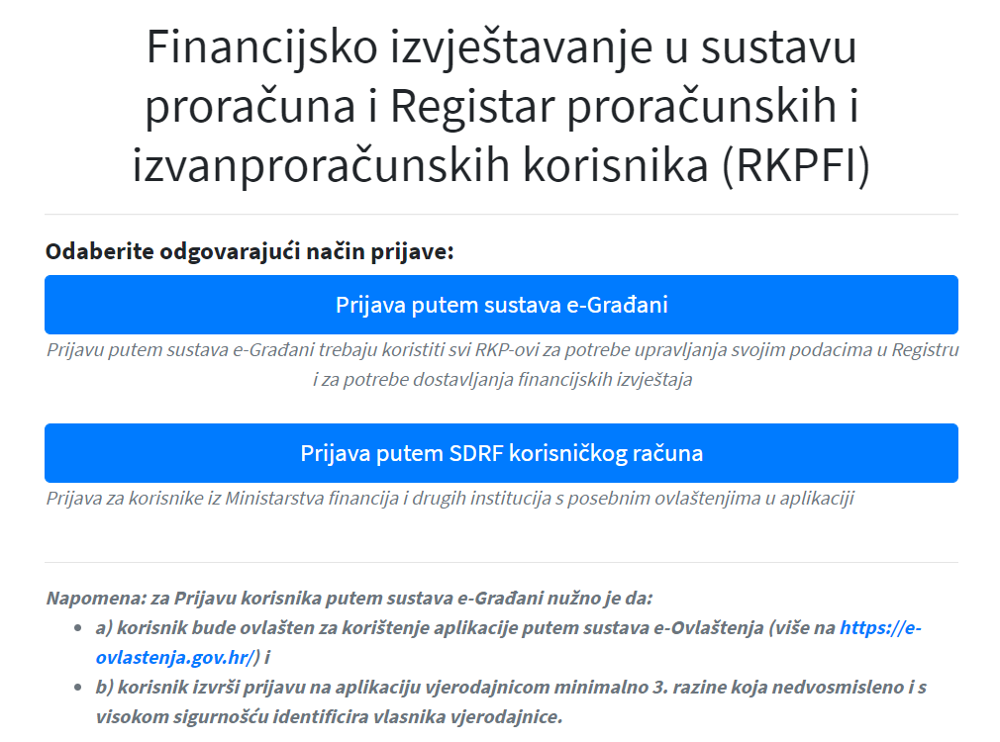 Financijsko izvještavanje u sustavu
proračuna i Registar proračunskih i
izvanproračunskih korisnika (RKPFI)
Odaberite odgovarajući način prijave:
Prijava putem sustava e-Građani
Prijavu putem sustava e-Građani trebaju koristiti svi RKP-ovi za potrebe upravljanja svojim podacima u Registru
i za potrebe dostavljanja financijskih izvještaja
Prijava putem SDRF korisničkog računa
Prijava za korisnike iz Ministarstva financija i drugih institucija s posebnim ovlaštenjima u aplikaciji
Napomena: za Prijavu korisnika putem sustava e-Građani nužno je da:
• a) korisnik bude ovlašten za korištenje aplikacije putem sustava e-Ovlaštenja (više na https://e-
ovlastenja.gov.hr/) i
• b) korisnik izvrši prijavu na aplikaciju vjerodajnicom minimalno 3. razine koja nedvosmisleno i s
visokom sigurnošću identificira vlasnika vjerodajnice.